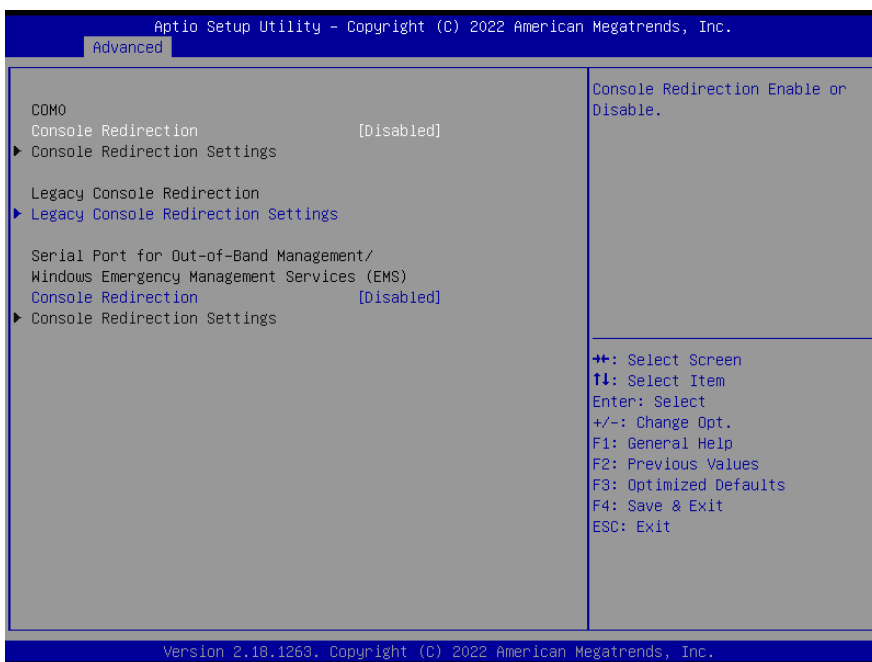 Aptio Setup Utility – Copyright (C) 2022 American Megatrends, Inc.
Advanced
COM0
Console Redirection [Disabled]
Console Redirection Settings
Legacy Console Redirection
Legacy Console Redirection Settings
Serial Port for Out-of-Band Management/
Windows Emergency Management Services (EMS)
Console Redirection [Disabled]
Console Redirection Settings
Console Redirection Enable or
Disable.
→←: Select Screen
↑↓: Select Item
Enter: Select
+/-: Change Opt.
F1: General Help
F2: Previous Values
F3: Optimized Defaults
F4: Save & Exit
ESC: Exit
Version 2.18.1263. Copyright (C) 2022 American Megatrends, Inc.